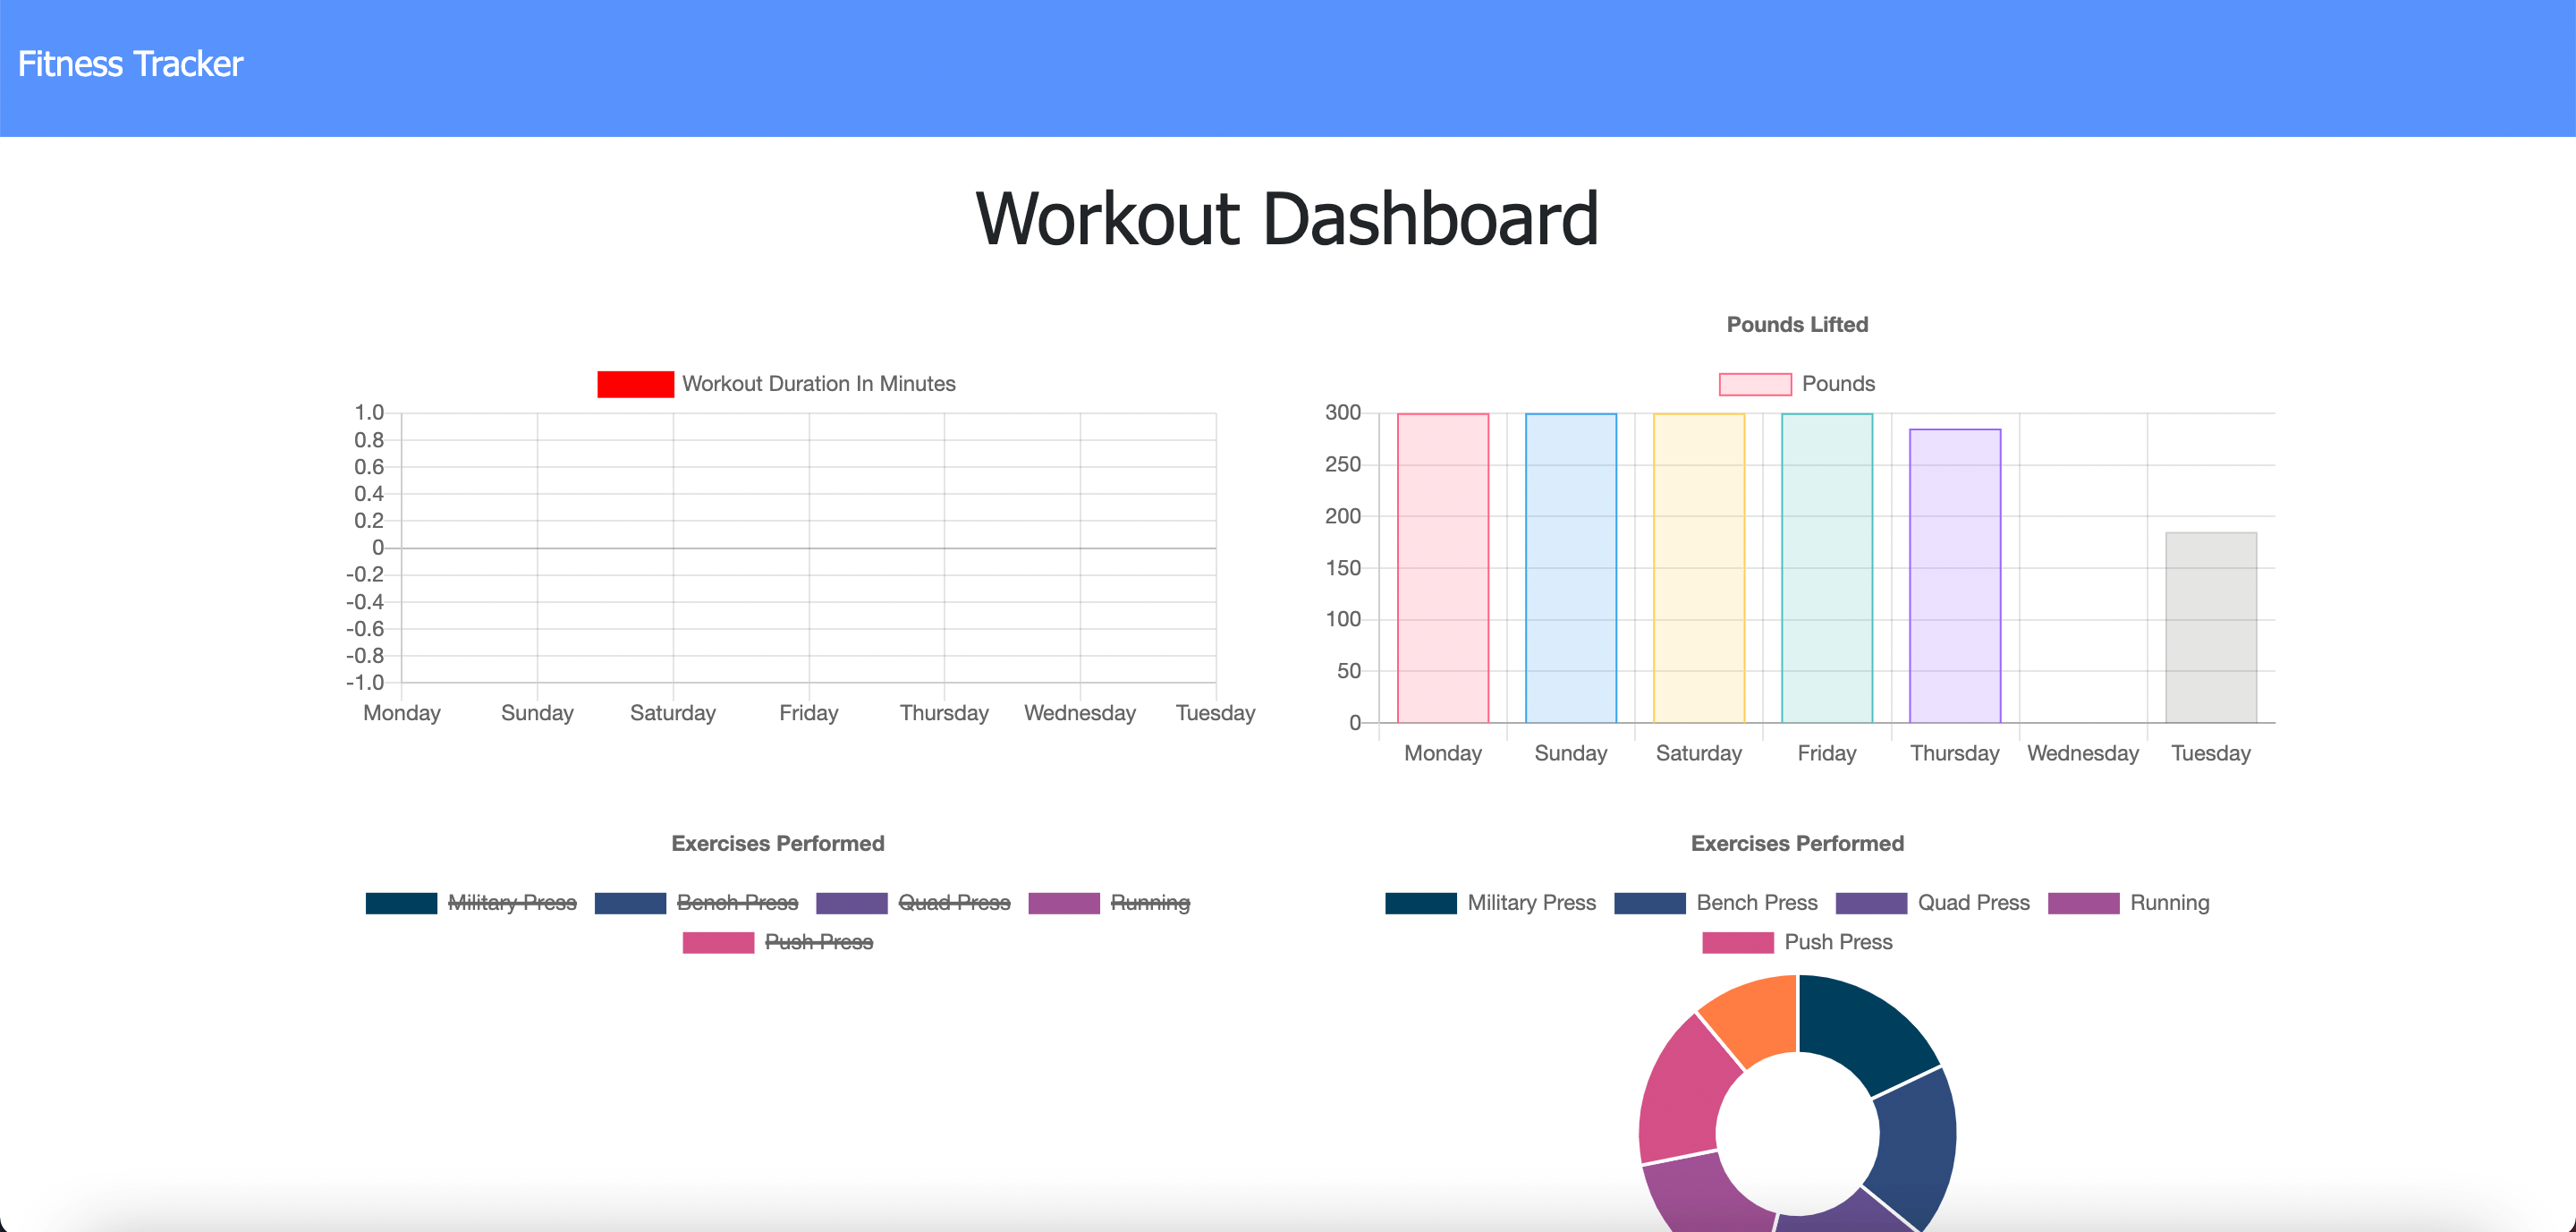 Fitness Tracker
Workout Dashboard
Workout Duration In Minutes
1.0
0.8
0.6
0.4
0.2
0
-0.2
-0.4
-0.6
-0.8
-1.0
Monday Sunday Saturday Friday Thursday Wednesday Tuesday
Pounds Lifted
Pounds
300
250
200
150
100
50
0
Monday Sunday Saturday Friday Thursday Wednesday Tuesday
Exercises Performed
Military Press Bench Press Quad Press Running
Push Press
Exercises Performed
Military Press Bench Press Quad Press Running
Push Press